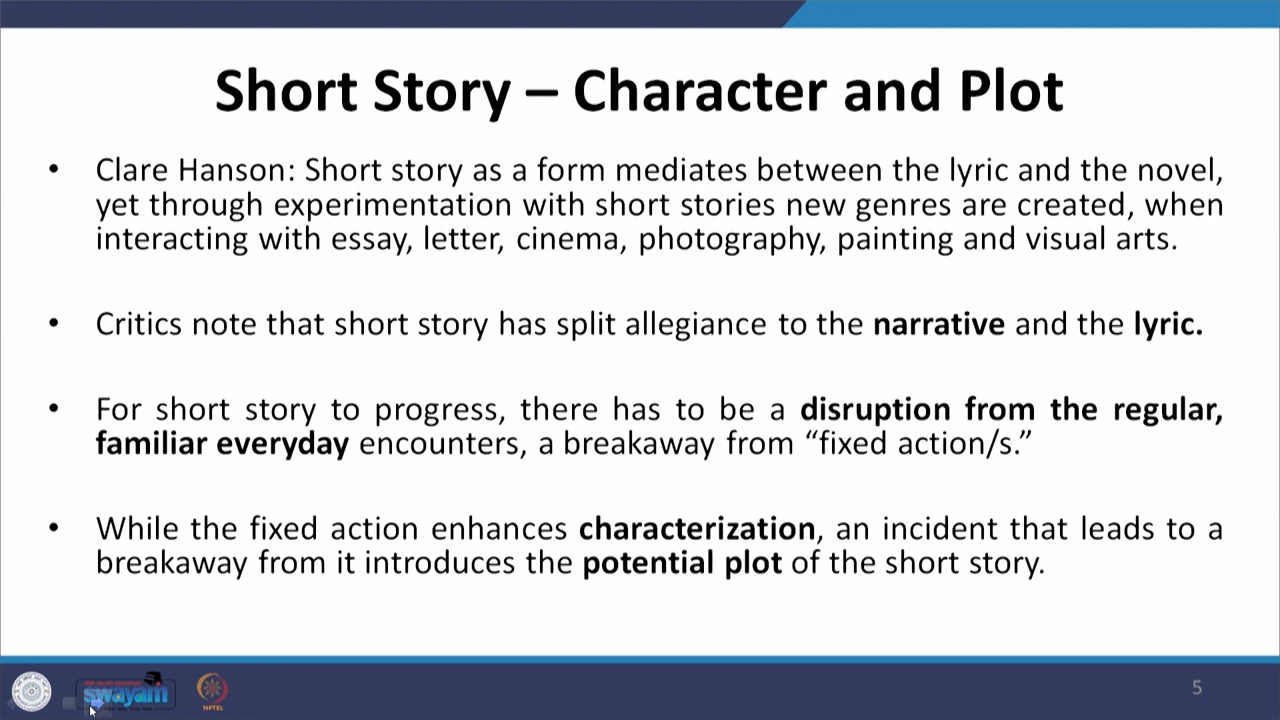 Short Story – Character and Plot
• Clare Hanson: Short story as a form mediates between the lyric and the novel,
yet through experimentation with short stories new genres are created, when
interacting with essay, letter, cinema, photography, painting and visual arts.
• Critics note that short story has split allegiance to the narrative and the lyric.
• For short story to progress, there has to be a disruption from the regular,
familiar everyday encounters, a breakaway from “fixed action/s.”
• While the fixed action enhances characterization, an incident that leads to a
breakaway from it introduces the potential plot of the short story.
swayam
NPTEL
5